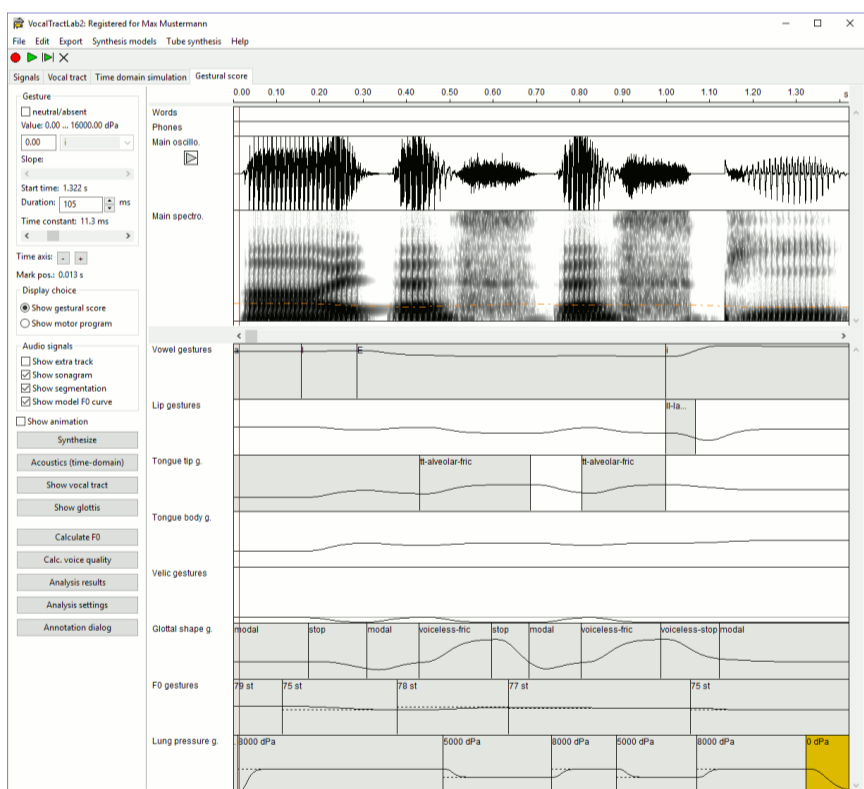 VocalTractLab2: Registered for Max Mustermann
File Edit Export Synthesis models Tube synthesis Help
Signals Vocal tract Time domain simulation Gestural score
0.00 0.10 0.20 0.30 0.40 0.50 0.60 0.70 0.80 0.90 1.00 1.10 1.20 1.30 s
Gesture
neutral/absent
Value: 0.00 ... 16000.00 dPa
0.00 i
Slope:
Start time: 1.322 s
Duration: 105 ms
Time constant: 11.3 ms
Time axis: - +
Mark pos.: 0.013 s
Display choice
Show gestural score
Show motor program
Audio signals
Show extra track
Show sonagram
Show segmentation
Show model F0 curve
Show animation
Synthesize
Acoustics (time-domain)
Show vocal tract
Show glottis
Calculate F0
Calc. voice quality
Analysis results
Analysis settings
Annotation dialog
Words
Phones
Main oscillo.
Main spectro.
Vowel gestures a I E i
Lip gestures ll-la...
Tongue tip g. tt-alveolar-fric tt-alveolar-fric
Tongue body g.
Velic gestures
Glottal shape g. modal stop modal voiceless-fric stop modal voiceless-fric voiceless-stop modal
F0 gestures 79 st 75 st 78 st 77 st 75 st
Lung pressure g. 8000 dPa 5000 dPa 8000 dPa 5000 dPa 8000 dPa 0 dPa